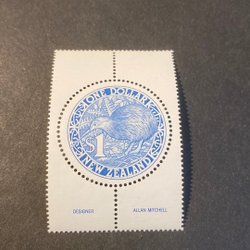 ONE DOLLAR
$1
NEW ZEALAND
DESIGNER
ALLAN MITCHELL